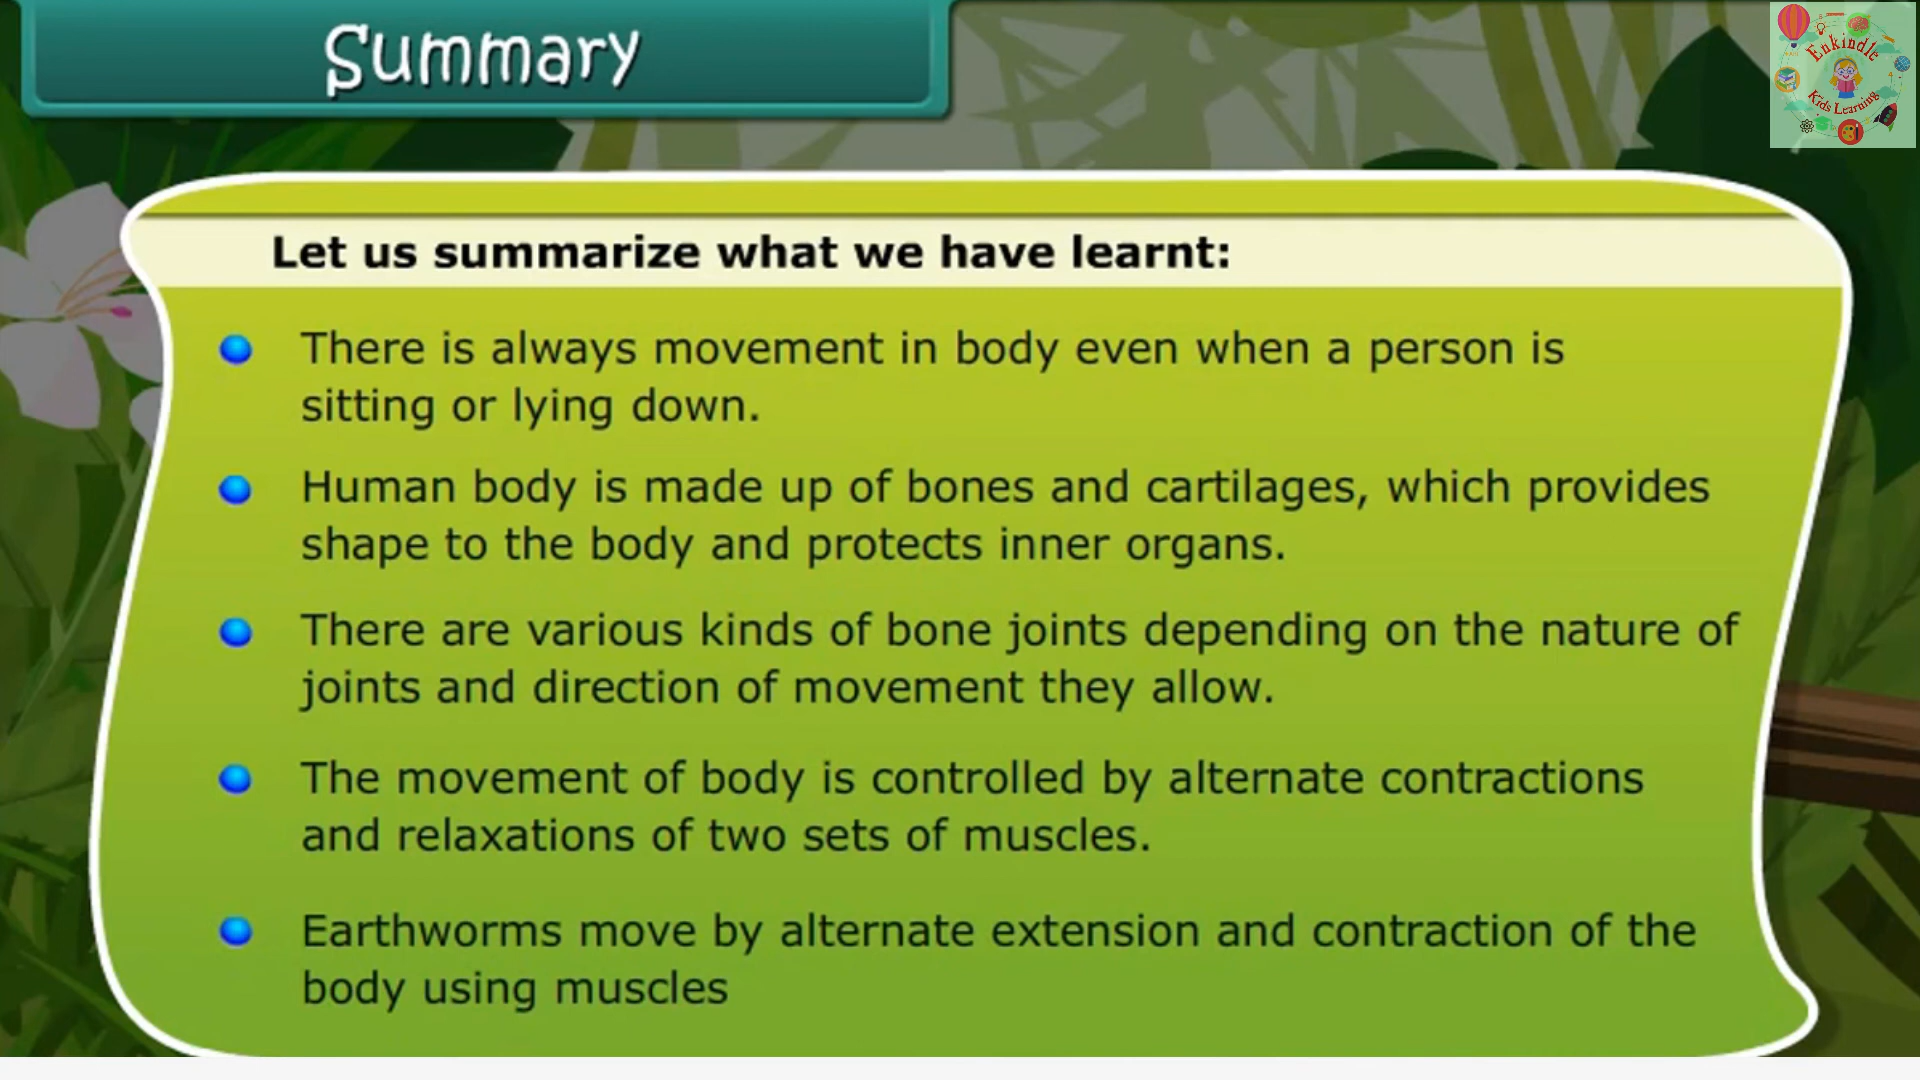 Summary
Enkindle
Kids Learning
Let us summarize what we have learnt:
There is always movement in body even when a person is
sitting or lying down.
Human body is made up of bones and cartilages, which provides
shape to the body and protects inner organs.
There are various kinds of bone joints depending on the nature of
joints and direction of movement they allow.
The movement of body is controlled by alternate contractions
and relaxations of two sets of muscles.
Earthworms move by alternate extension and contraction of the
body using muscles